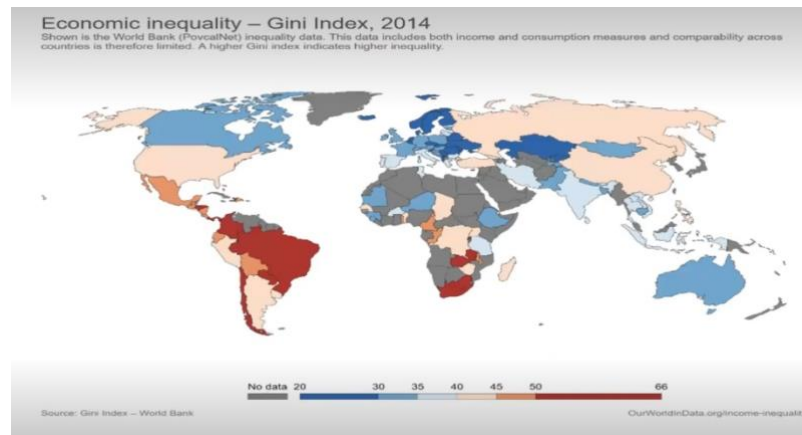 Economic inequality – Gini Index, 2014
Shown is the World Bank (PovcalNet) inequality data. This data includes both income and consumption measures and comparability across
countries is therefore limited. A higher Gini index indicates higher inequality.
No data 20 30 35 40 45 50 66
Source: Gini Index – World Bank
OurWorldInData.org/income-inequali